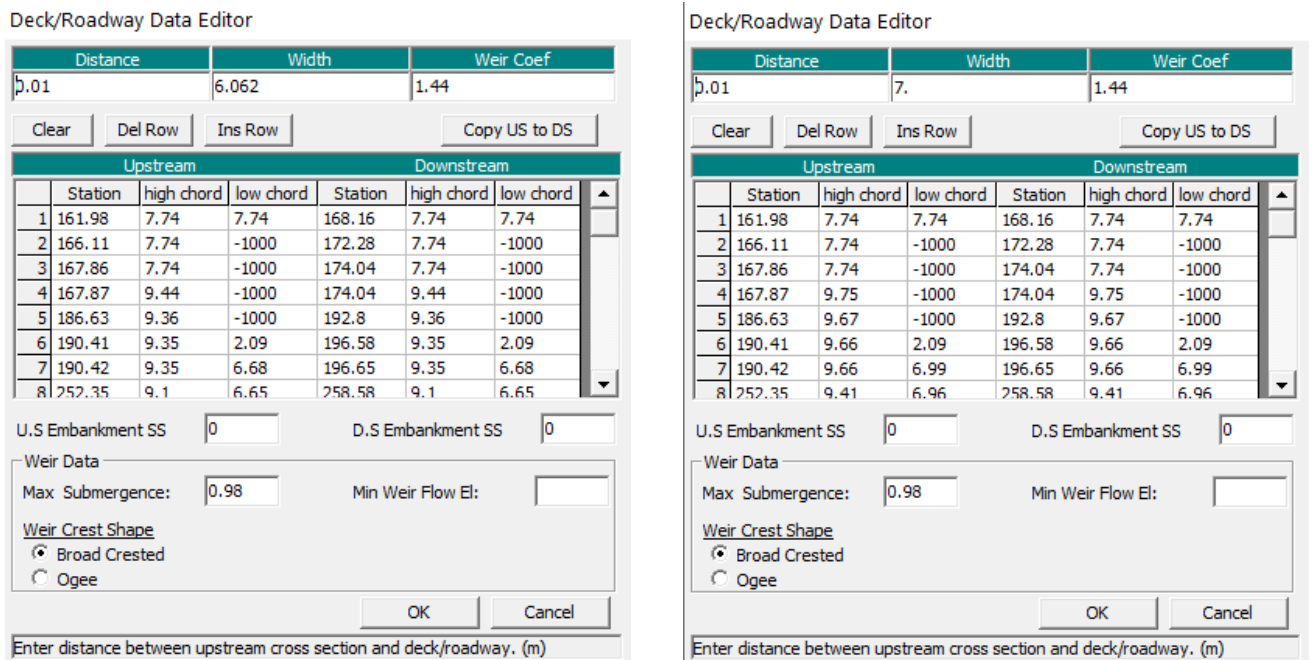 Deck/Roadway Data Editor
Distance Width Weir Coef
0.01 6.062 1.44
Clear Del Row Ins Row Copy US to DS
Upstream Downstream
Station high chord low chord Station high chord low chord
1 161.98 7.74 7.74 168.16 7.74 7.74
2 166.11 7.74 -1000 172.28 7.74 -1000
3 167.86 7.74 -1000 174.04 7.74 -1000
4 167.87 9.44 -1000 174.04 9.44 -1000
5 186.63 9.36 -1000 192.8 9.36 -1000
6 190.41 9.35 2.09 196.58 9.35 2.09
7 190.42 9.35 6.68 196.65 9.35 6.68
8 252.35 9.1 6.65 258.58 9.1 6.65
U.S Embankment SS 0 D.S Embankment SS 0
Weir Data
Max Submergence: 0.98 Min Weir Flow El:
Weir Crest Shape
Broad Crested
Ogee
OK Cancel
Enter distance between upstream cross section and deck/roadway. (m)
Deck/Roadway Data Editor
Distance Width Weir Coef
0.01 7. 1.44
Clear Del Row Ins Row Copy US to DS
Upstream Downstream
Station high chord low chord Station high chord low chord
1 161.98 7.74 7.74 168.16 7.74 7.74
2 166.11 7.74 -1000 172.28 7.74 -1000
3 167.86 7.74 -1000 174.04 7.74 -1000
4 167.87 9.75 -1000 174.04 9.75 -1000
5 186.63 9.67 -1000 192.8 9.67 -1000
6 190.41 9.66 2.09 196.58 9.66 2.09
7 190.42 9.66 6.99 196.65 9.66 6.99
8 252.35 9.41 6.96 258.58 9.41 6.96
U.S Embankment SS 0 D.S Embankment SS 0
Weir Data
Max Submergence: 0.98 Min Weir Flow El:
Weir Crest Shape
Broad Crested
Ogee
OK Cancel
Enter distance between upstream cross section and deck/roadway. (m)